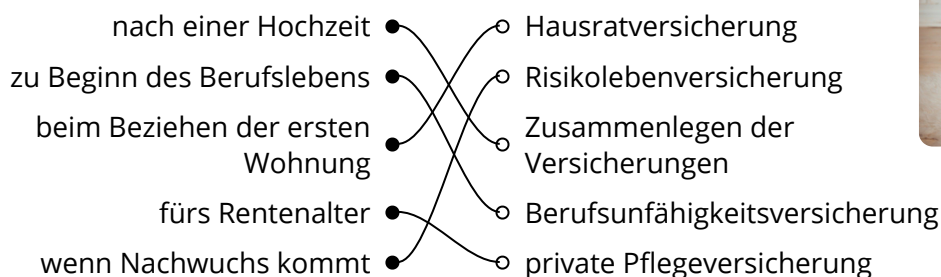 nach einer Hochzeit
zu Beginn des Berufslebens
beim Beziehen der ersten
Wohnung
fürs Rentenalter
wenn Nachwuchs kommt
Hausratversicherung
Risikolebenversicherung
Zusammenlegen der
Versicherungen
Berufsunfähigkeitsversicherung
private Pflegeversicherung